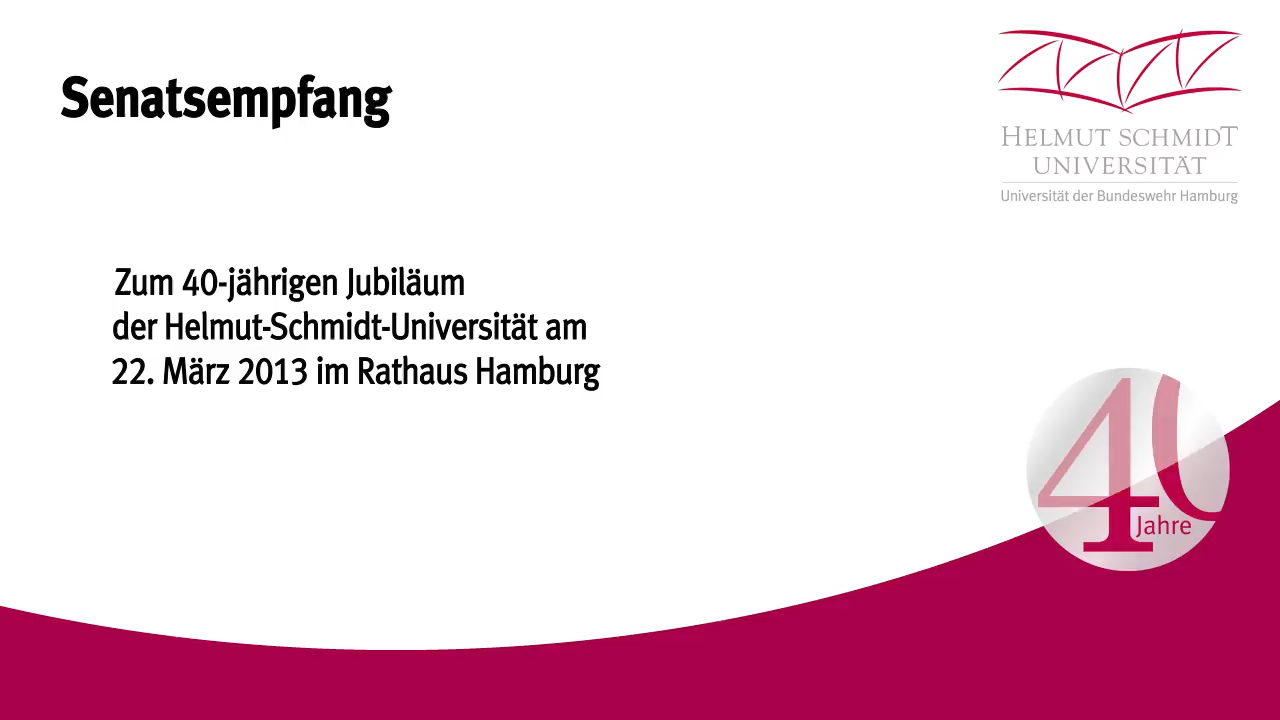 Senatsempfang
HELMUT SCHMIDT
UNIVERSITÄT
Universität der Bundeswehr Hamburg
Zum 40-jährigen Jubiläum
der Helmut-Schmidt-Universität am
22. März 2013 im Rathaus Hamburg
40
Jahre